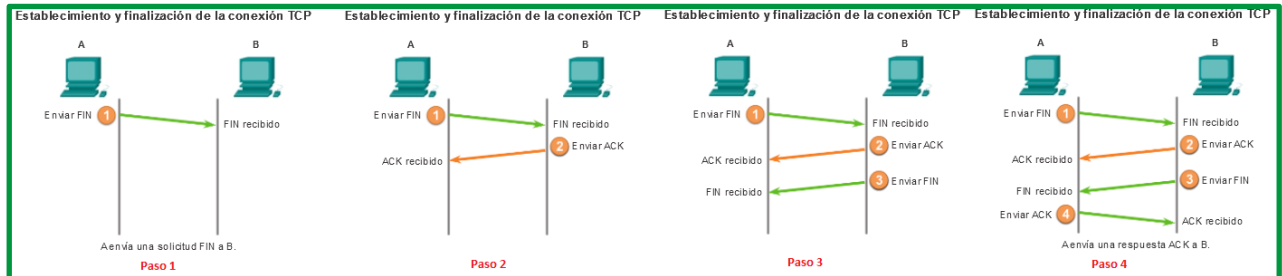 Establecimiento y finalización de la conexión TCP
A
B
Enviar FIN 1
FIN recibido
A envía una solicitud FIN a B.
Paso 1
Establecimiento y finalización de la conexión TCP
A
B
Enviar FIN 1
FIN recibido
2 Enviar ACK
ACK recibido
Paso 2
Establecimiento y finalización de la conexión TCP
A
B
Enviar FIN 1
FIN recibido
2 Enviar ACK
ACK recibido
3 Enviar FIN
FIN recibido
Paso 3
Establecimiento y finalización de la conexión TCP
A
B
Enviar FIN 1
FIN recibido
2 Enviar ACK
ACK recibido
3 Enviar FIN
FIN recibido
Enviar ACK 4
ACK recibido
A envía una respuesta ACK a B.
Paso 4